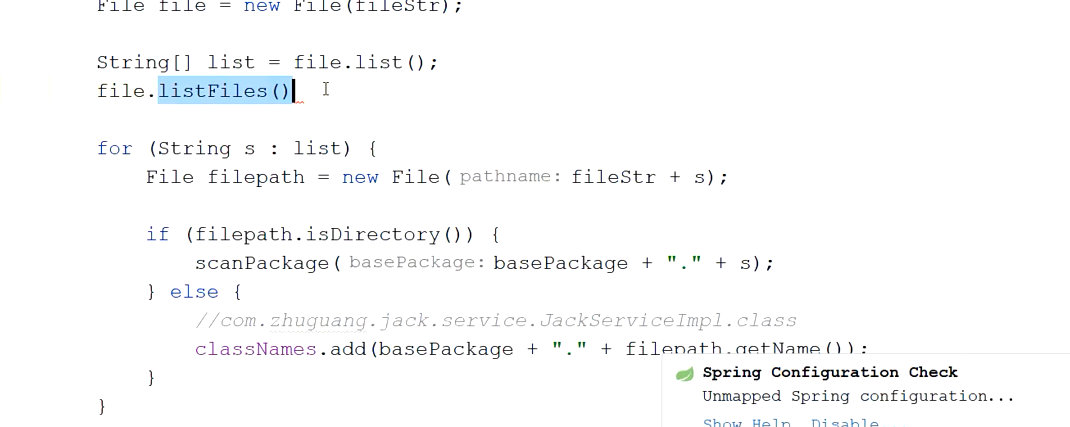 File file = new File(fileStr);
String[] list = file.list();
file.listFiles()
for (String s : list) {
File filepath = new File( pathname: fileStr + s);
if (filepath.isDirectory()) {
scanPackage( basePackage: basePackage + "." + s);
} else {
//com.zhuguang.jack.service.JackServiceImpl.class
classNames.add(basePackage + "." + filepath.getName());
}
}
Spring Configuration Check
Unmapped Spring configuration...
Show Help Disable...